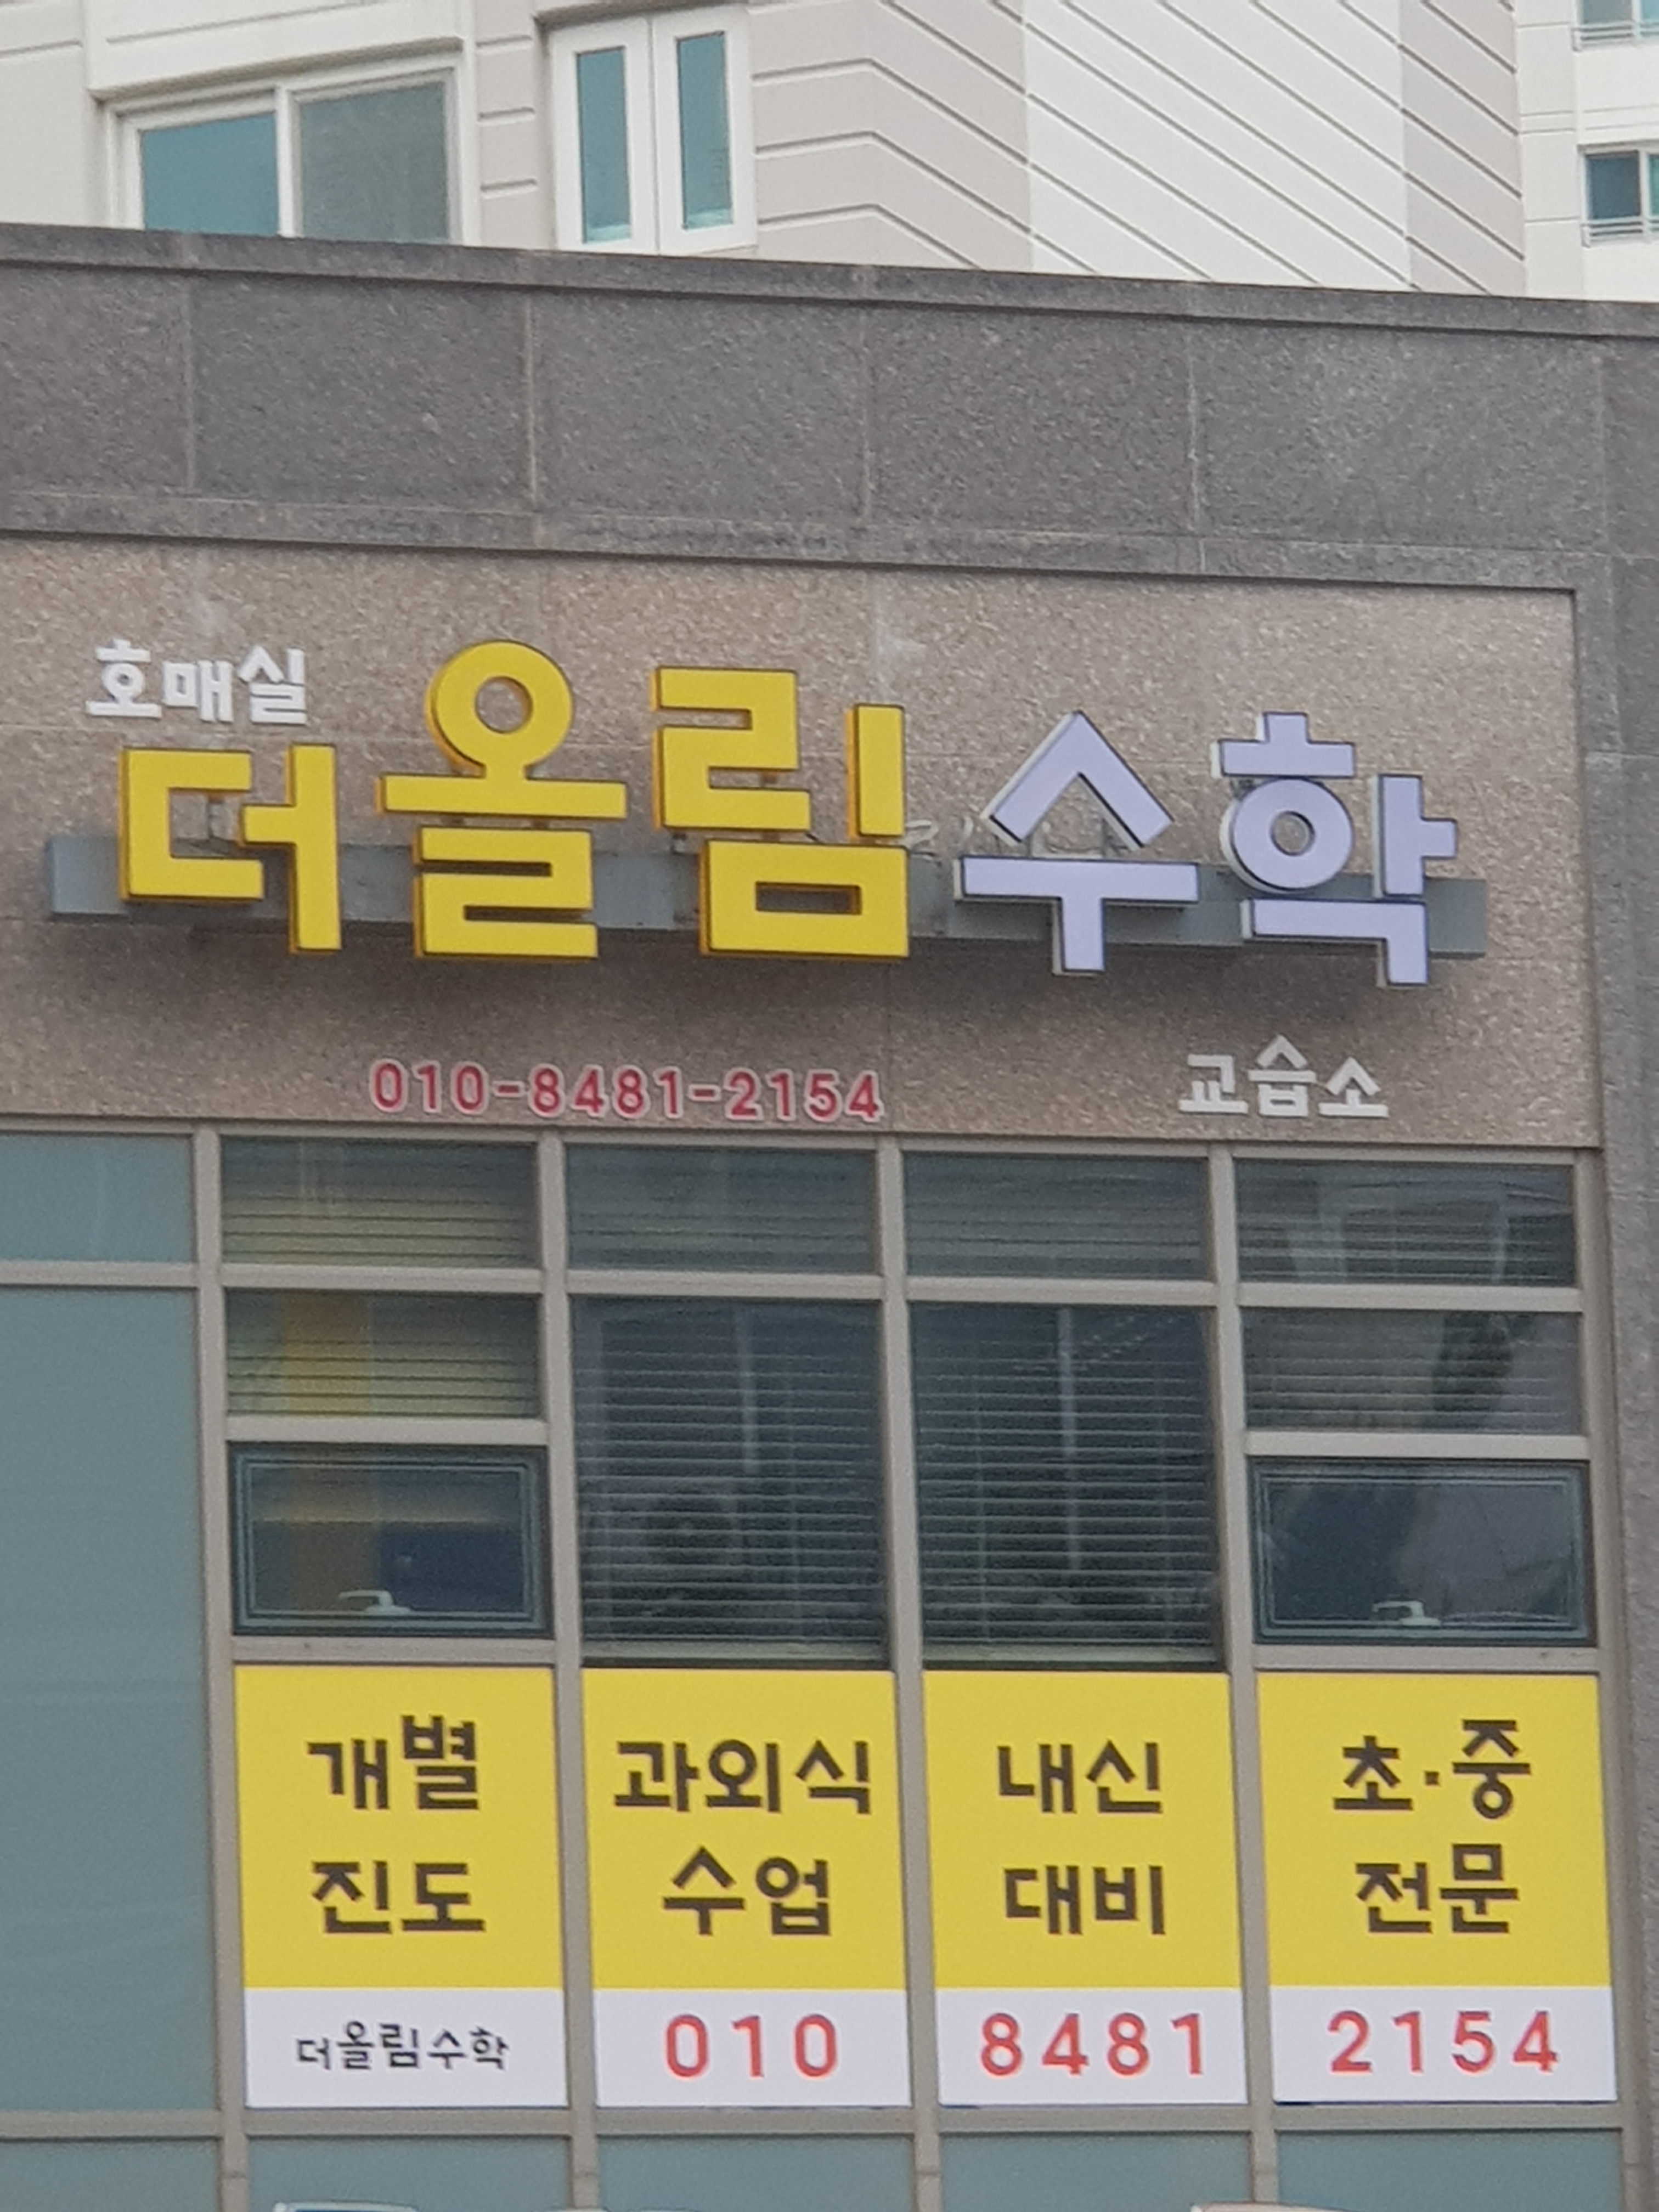 호매실
더올림수학
010-8481-2154
교습소
개별
진도
더올림수학
과외식
수업
010
내신
대비
8481
초·중
전문
2154